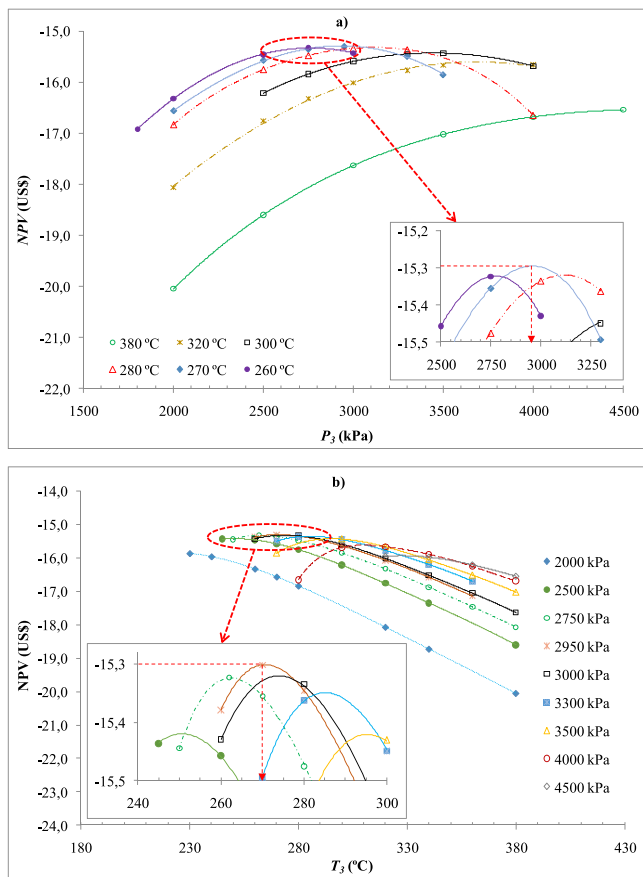 a)
-15,0
-16,0
-17,0
-18,0
-19,0
-20,0
-21,0
-22,0
NPV (US$)
1500 2000 2500 3000 3500 4000 4500
P3 (kPa)
380 ºC 320 ºC 300 ºC
280 ºC 270 ºC 260 ºC
-15,2
-15,3
-15,4
-15,5
2500 2750 3000 3250
b)
-14,0
-15,0
-16,0
-17,0
-18,0
-19,0
-20,0
-21,0
-22,0
-23,0
-24,0
NPV (US$)
130 180 230 280 330 380 430
T3 (ºC)
2000 kPa
2500 kPa
2750 kPa
2950 kPa
3000 kPa
3300 kPa
3500 kPa
4000 kPa
4500 kPa
-15,3
-15,4
-15,5
240 260 280 300